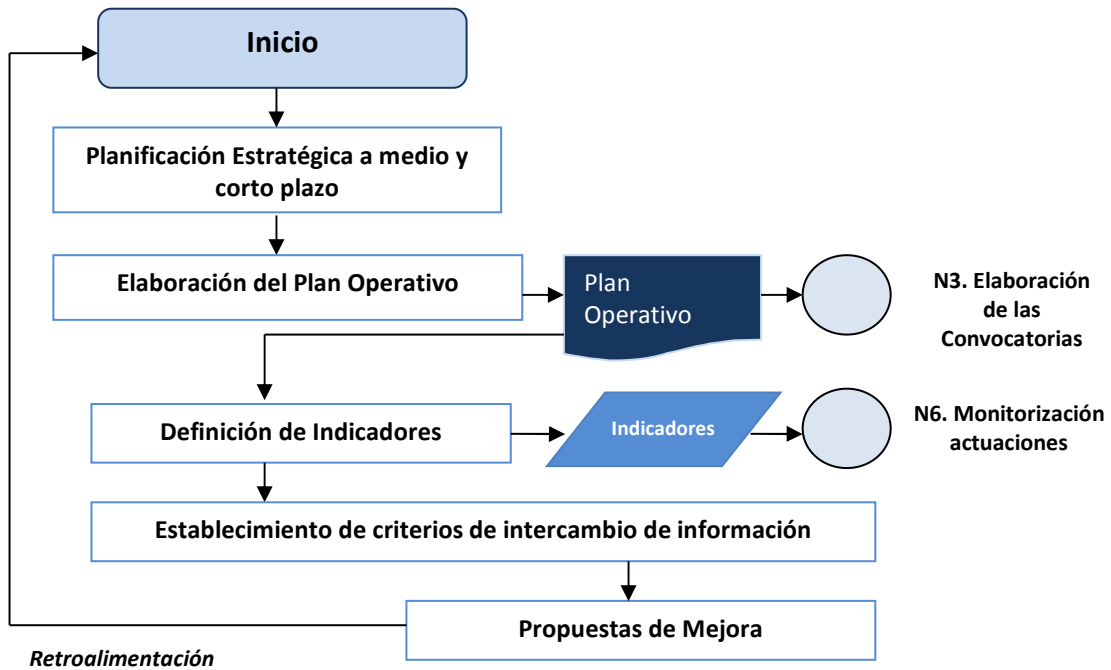 Inicio
Planificación Estratégica a medio y
corto plazo
Elaboración del Plan Operativo
Plan
Operativo
N3. Elaboración
de las
Convocatorias
Definición de Indicadores
Indicadores
N6. Monitorización
actuaciones
Establecimiento de criterios de intercambio de información
Propuestas de Mejora
Retroalimentación